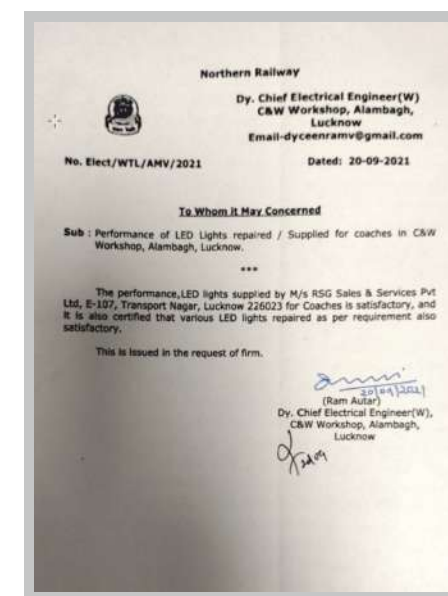 Northern Railway
Dy. Chief Electrical Engineer(W)
C&W Workshop, Alambagh,
Lucknow
Email-dyceenramv@gmail.com
No. Elect/WTL/AMV/2021 Dated: 20-09-2021
To Whom it May Concerned
Sub : Performance of LED Lights repaired / Supplied for coaches in C&W
Workshop, Alambagh, Lucknow.
***
The performance,LED lights supplied by M/s RSG Sales & Services Pvt
Ltd, E-107, Transport Nagar, Lucknow 226023 for Coaches is satisfactory, and
it is also certified that various LED lights repaired as per requirement also
satisfactory.
This is issued in the request of firm.
20/09/2021
(Ram Autar)
Dy. Chief Electrical Engineer(W),
C&W Workshop, Alambagh,
Lucknow